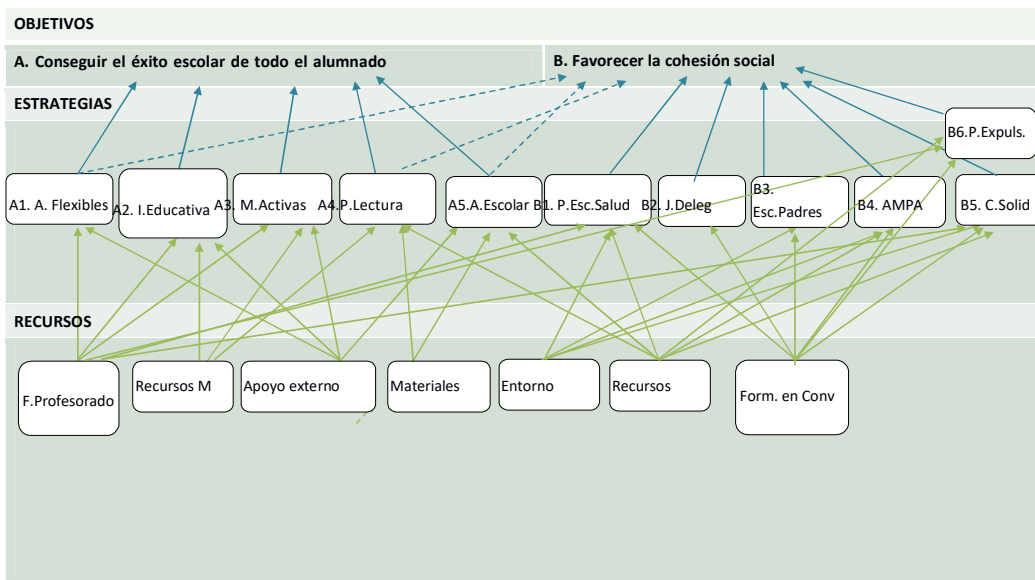 OBJETIVOS
A. Conseguir el éxito escolar de todo el alumnado
B. Favorecer la cohesión social
ESTRATEGIAS
B6.P.Expuls.
A1. A. Flexibles
A2. I.Educativa
A3. M.Activas
A4.P.Lectura
A5.A.Escolar
B1. P.Esc.Salud
B2. J.Deleg
B3.
Esc.Padres
B4. AMPA
B5. C.Solid
RECURSOS
F.Profesorado
Recursos M
Apoyo externo
Materiales
Entorno
Recursos
Form. en Conv